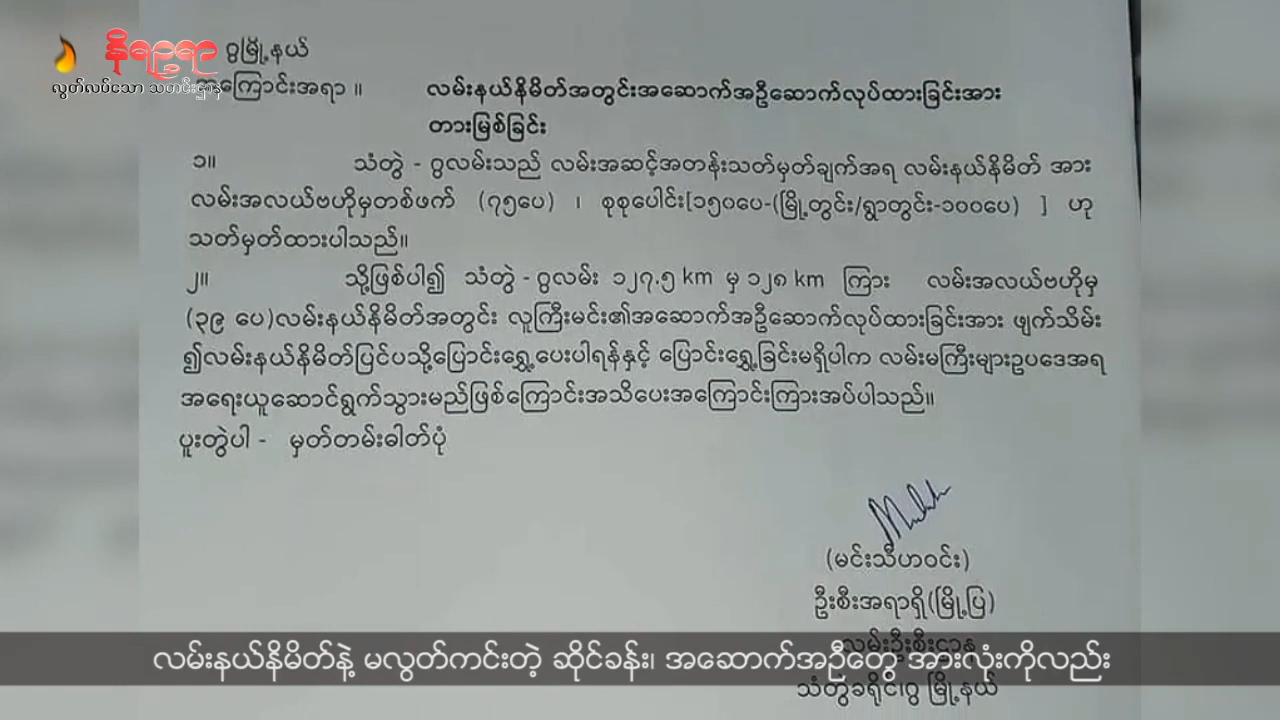 နိရဉ္စရာ
လွတ်လပ်သော သတင်းဌာန
ဂွမြို့နယ်
အကြောင်းအရာ ။ လမ်းနယ်နိမိတ်အတွင်းအဆောက်အဦဆောက်လုပ်ထားခြင်းအား
တားမြစ်ခြင်း
၁။ သံတွဲ - ဂွလမ်းသည် လမ်းအဆင့်အတန်းသတ်မှတ်ချက်အရ လမ်းနယ်နိမိတ် အား
လမ်းအလယ်ဗဟိုမှတစ်ဖက် (၇၅ပေ) ၊ စုစုပေါင်း[၁၅၀ပေ-(မြို့တွင်း/ရွာတွင်း-၁၀၀ပေ) ] ဟု
သတ်မှတ်ထားပါသည်။
၂။ သို့ဖြစ်ပါ၍ သံတွဲ - ဂွလမ်း ၁၂၇.၅ km မှ ၁၂၈ km ကြား လမ်းအလယ်ဗဟိုမှ
(၃၉ ပေ)လမ်းနယ်နိမိတ်အတွင်း လူကြီးမင်း၏အဆောက်အဦဆောက်လုပ်ထားခြင်းအား ဖျက်သိမ်း
၍လမ်းနယ်နိမိတ်ပြင်ပသို့ပြောင်းရွှေ့ပေးပါရန်နှင့် ပြောင်းရွှေ့ခြင်းမရှိပါက လမ်းမကြီးများဥပဒေအရ
အရေးယူဆောင်ရွက်သွားမည်ဖြစ်ကြောင်းအသိပေးအကြောင်းကြားအပ်ပါသည်။
ပူးတွဲပါ - မှတ်တမ်းဓါတ်ပုံ
(မင်းသီဟဝင်း)
ဦးစီးအရာရှိ(မြို့ပြ)
လမ်းဦးစီးဌာန
လမ်းနယ်နိမိတ်နဲ့ မလွတ်ကင်းတဲ့ ဆိုင်ခန်း၊ အဆောက်အဦတွေ အားလုံးကိုလည်း
သံတွဲခရိုင်၊ဂွ မြို့နယ်